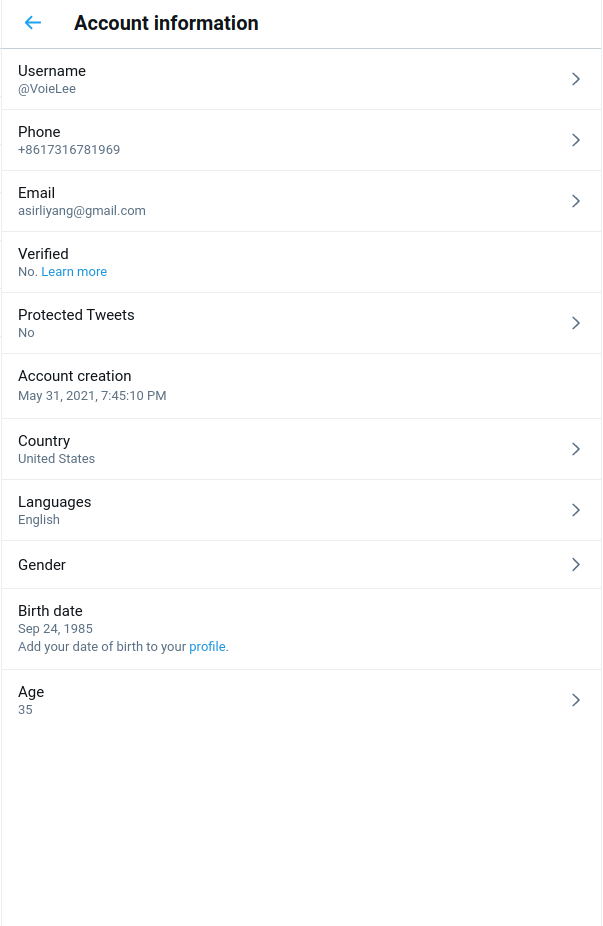 Account information
Username
@VoieLee
Phone
+8617316781969
Email
asirliyang@gmail.com
Verified
No. Learn more
Protected Tweets
No
Account creation
May 31, 2021, 7:45:10 PM
Country
United States
Languages
English
Gender
Birth date
Sep 24, 1985
Add your date of birth to your profile.
Age
35